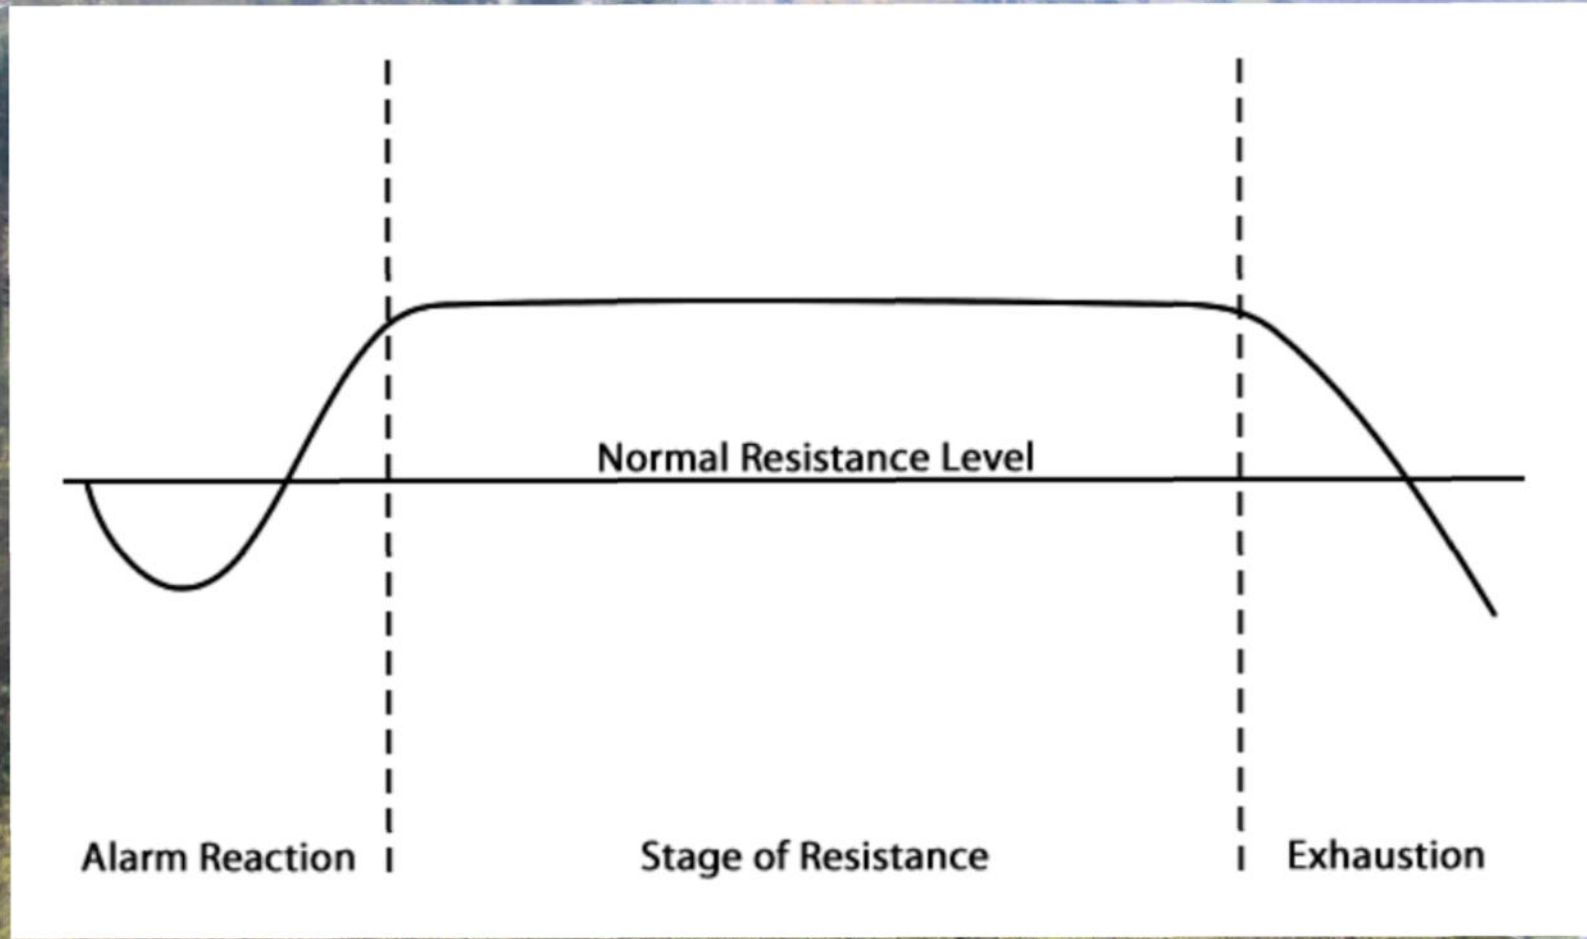 Normal Resistance Level
Alarm Reaction
Stage of Resistance
Exhaustion